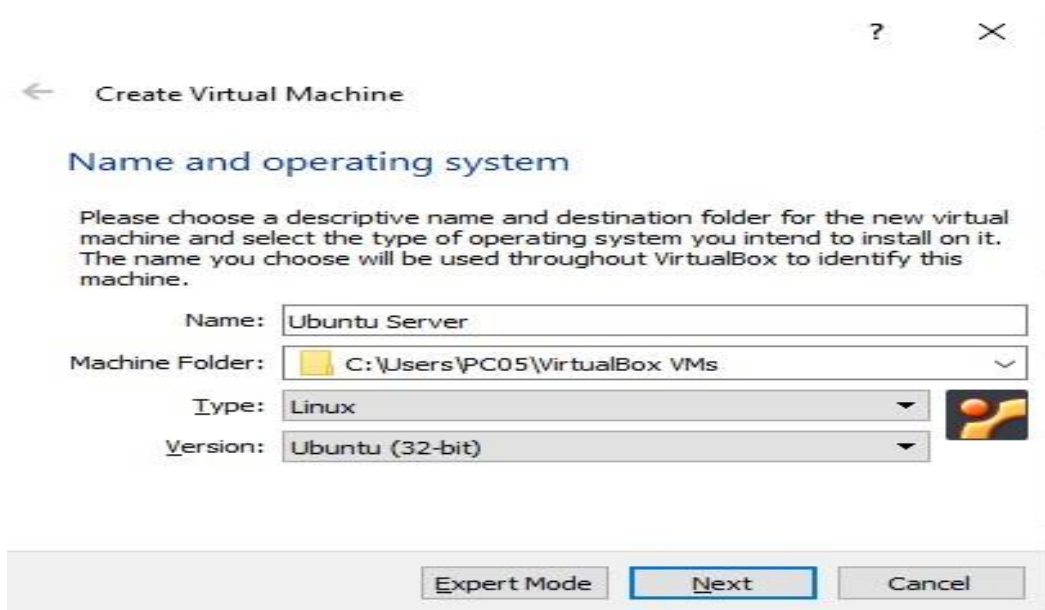 ?
Create Virtual Machine
Name and operating system
Please choose a descriptive name and destination folder for the new virtual
machine and select the type of operating system you intend to install on it.
The name you choose will be used throughout VirtualBox to identify this
machine.
Name: Ubuntu Server
Machine Folder: C:\Users\PC05\VirtualBox VMs
Type: Linux
Version: Ubuntu (32-bit)
Expert Mode Next Cancel